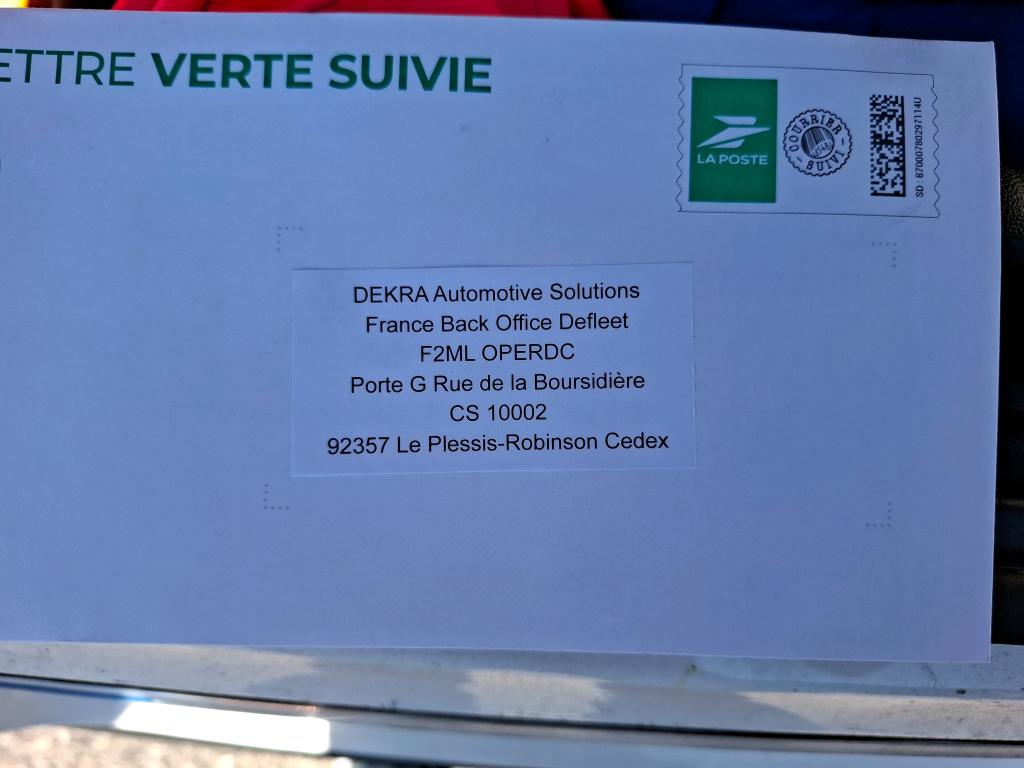 ETTRE VERTE SUIVIE
LA POSTE
COURRIER
SUIVI
SD : 87000780297114U
DEKRA Automotive Solutions
France Back Office Defleet
F2ML OPERDC
Porte G Rue de la Boursidière
CS 10002
92357 Le Plessis-Robinson Cedex